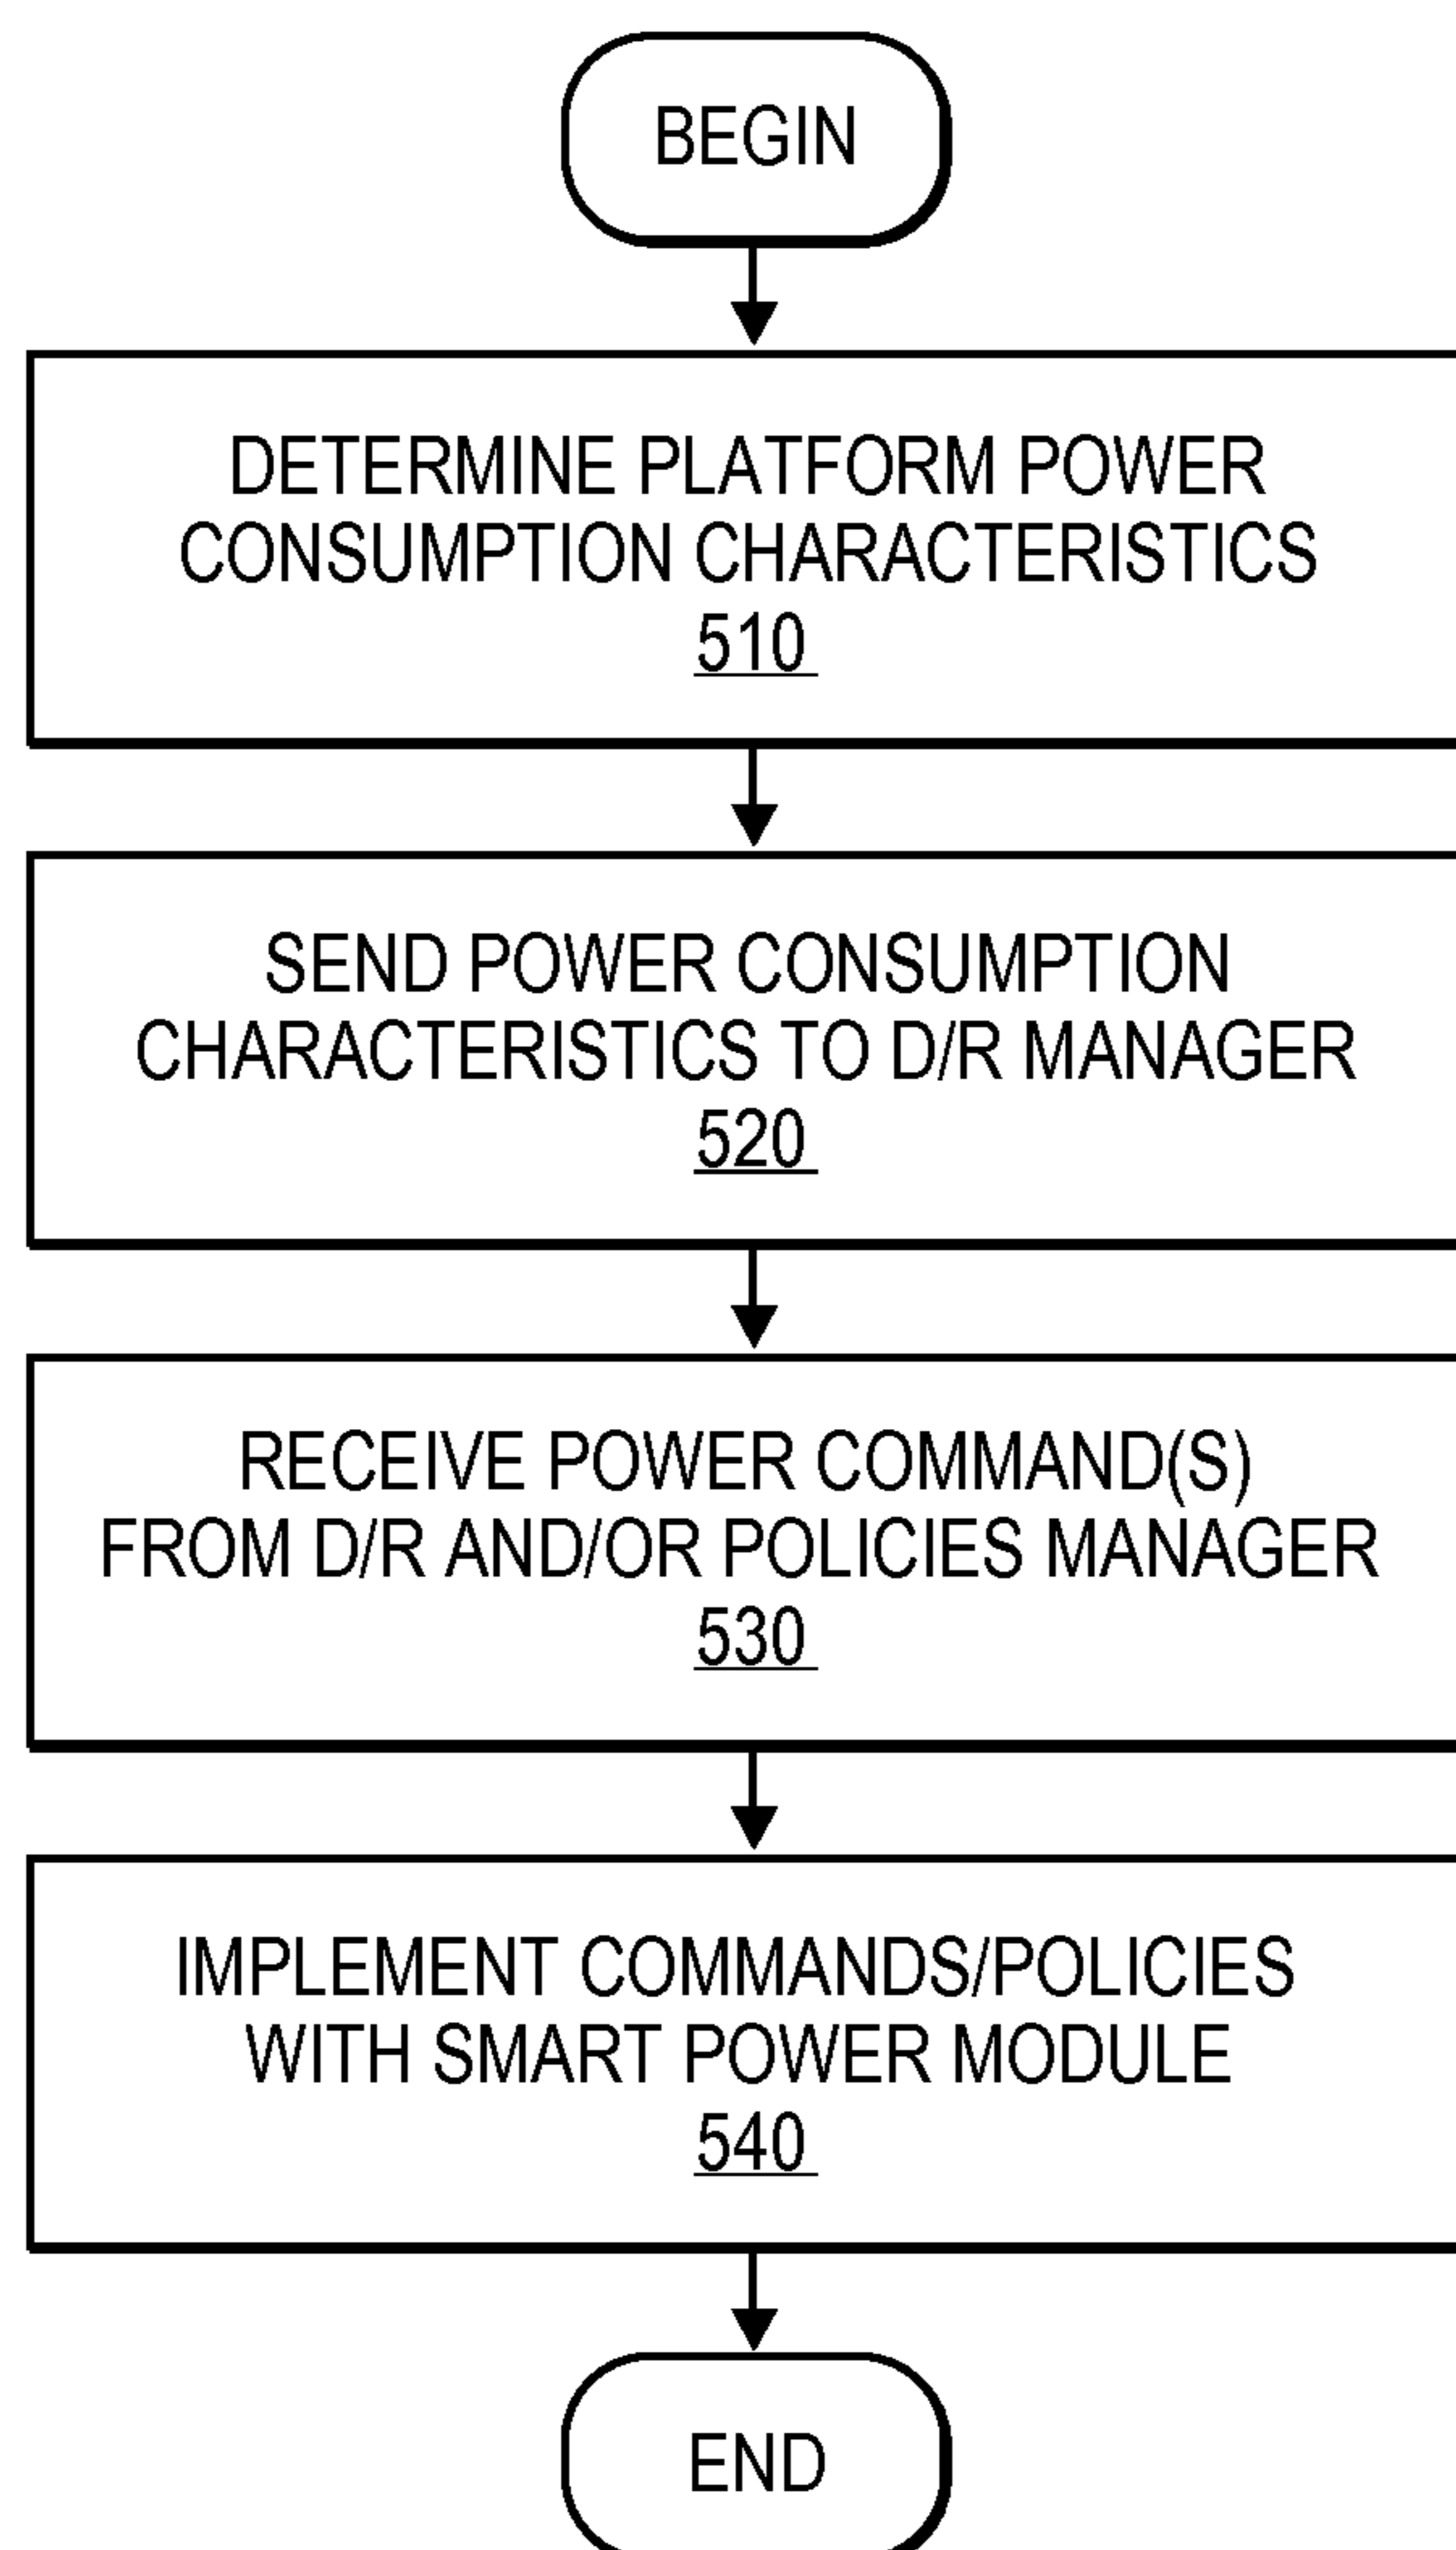 BEGIN
DETERMINE PLATFORM POWER
CONSUMPTION CHARACTERISTICS
510
SEND POWER CONSUMPTION
CHARACTERISTICS TO D/R MANAGER
520
RECEIVE POWER COMMAND(S)
FROM D/R AND/OR POLICIES MANAGER
530
IMPLEMENT COMMANDS/POLICIES
WITH SMART POWER MODULE
540
END